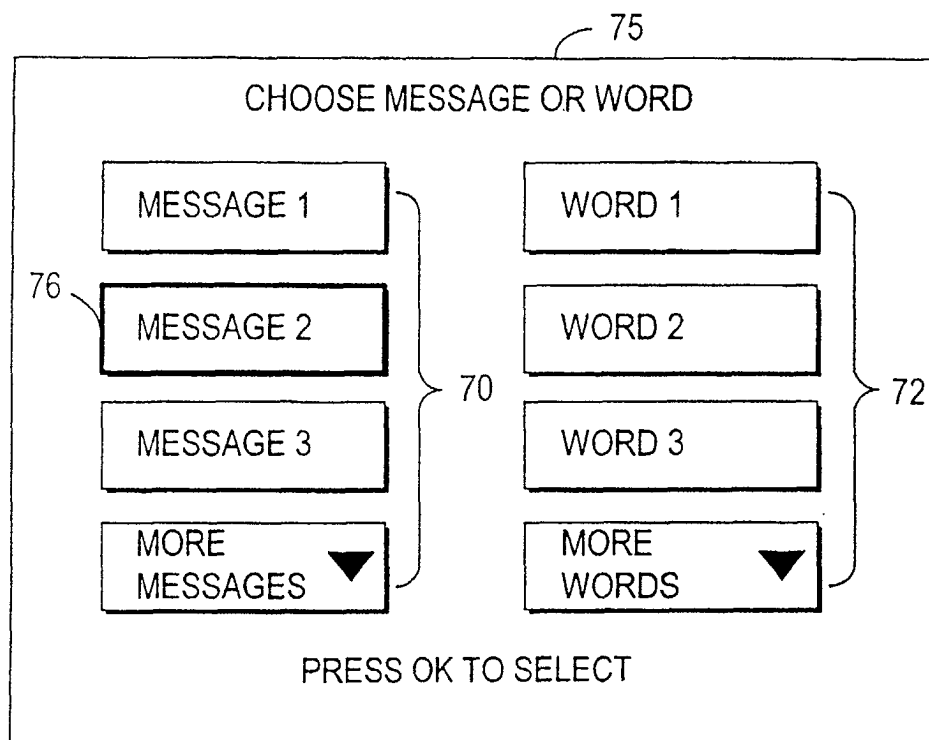 75
CHOOSE MESSAGE OR WORD
MESSAGE 1
WORD 1
76
MESSAGE 2
WORD 2
70
72
MESSAGE 3
WORD 3
MORE
MESSAGES
MORE
WORDS
PRESS OK TO SELECT